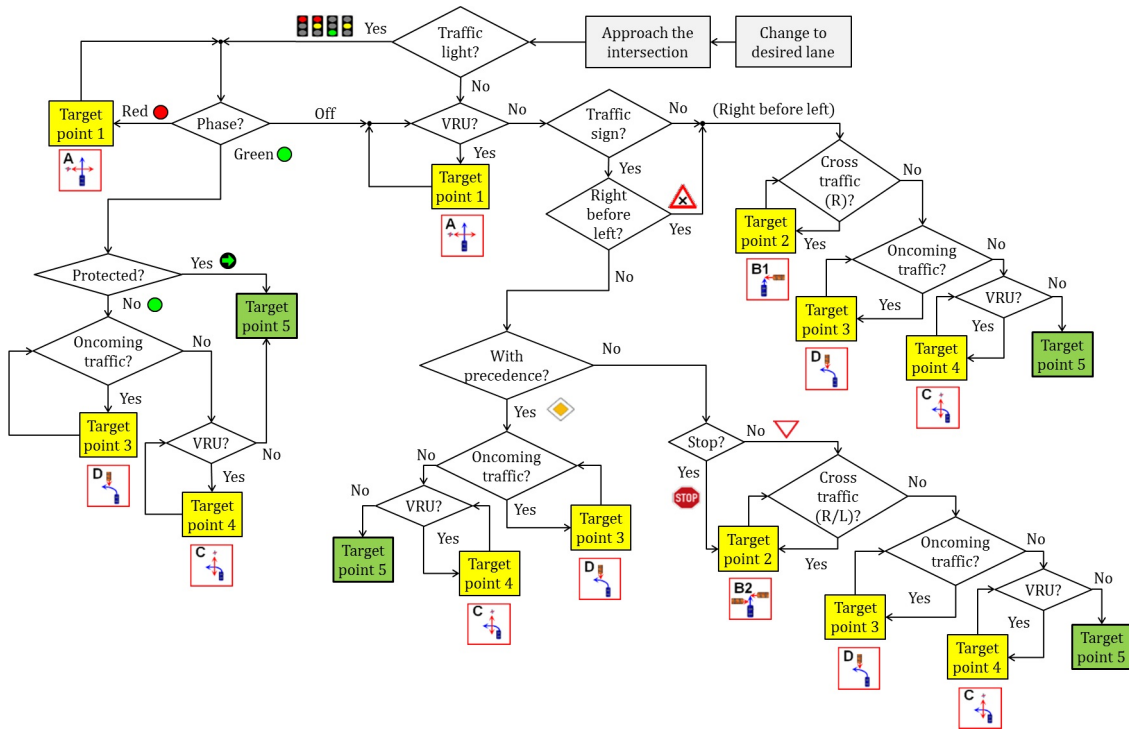 Yes
Traffic
light?
Approach the
intersection
Change to
desired lane
No
Target
point 1
Red
Phase?
Off
VRU?
No
Traffic
sign?
No
(Right before left)
A
Green
Yes
Target
point 1
A
Yes
Right
before
left?
Yes
Cross
traffic
(R)?
No
Target
point 2
Yes
B1
Oncoming
traffic?
No
Protected?
Yes
No
Target
point 5
No
Target
point 3
Yes
D
VRU?
No
Yes
Target
point 4
C
Target
point 5
Oncoming
traffic?
No
Yes
Target
point 3
D
VRU?
No
Yes
Target
point 4
C
With
precedence?
No
Yes
Oncoming
traffic?
No
Yes
Target
point 3
D
VRU?
No
Yes
Target
point 5
Target
point 4
C
Stop?
No
Yes
STOP
Cross
traffic
(R/L)?
No
Target
point 2
Yes
B2
Oncoming
traffic?
No
Yes
Target
point 3
D
VRU?
No
Yes
Target
point 4
C
Target
point 5